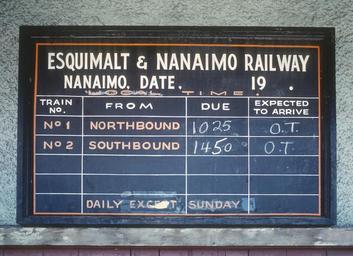 ESQUIMALT & NANAIMO RAILWAY
NANAIMO, DATE. 19 .
LOCAL TIME.
TRAIN NO. FROM DUE EXPECTED TO ARRIVE
Nº 1 NORTHBOUND 1025 O.T.
Nº 2 SOUTHBOUND 1450 O.T.
DAILY EXCEPT SUNDAY